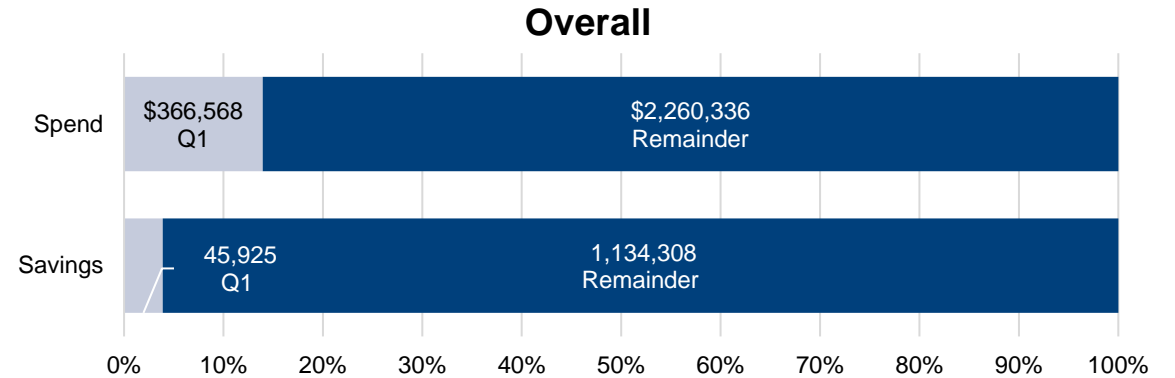 Overall
Spend
$366,568
Q1
$2,260,336
Remainder
Savings
45,925
Q1
1,134,308
Remainder
0% 10% 20% 30% 40% 50% 60% 70% 80% 90% 100%